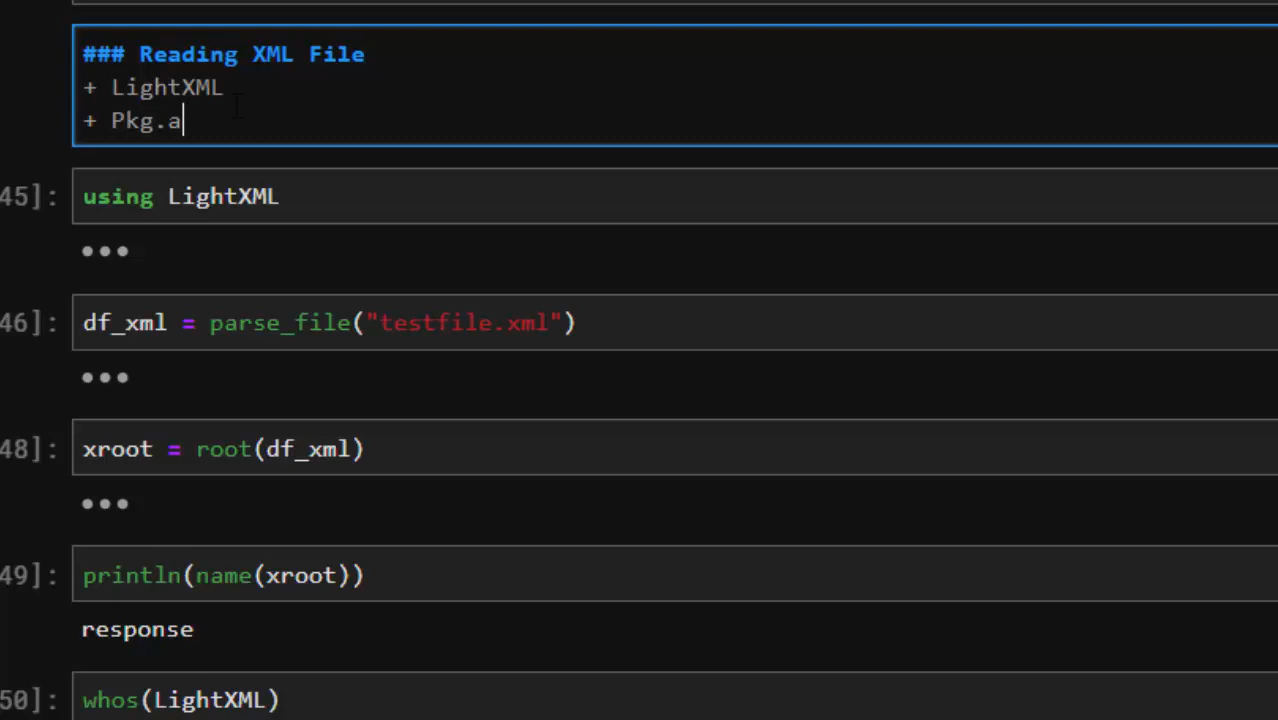 ### Reading XML File
+ LightXML
+ Pkg.a
45]:
using LightXML
46]:
df_xml = parse_file("testfile.xml")
48]:
xroot = root(df_xml)
49]:
println(name(xroot))
response
50]:
whos(LightXML)